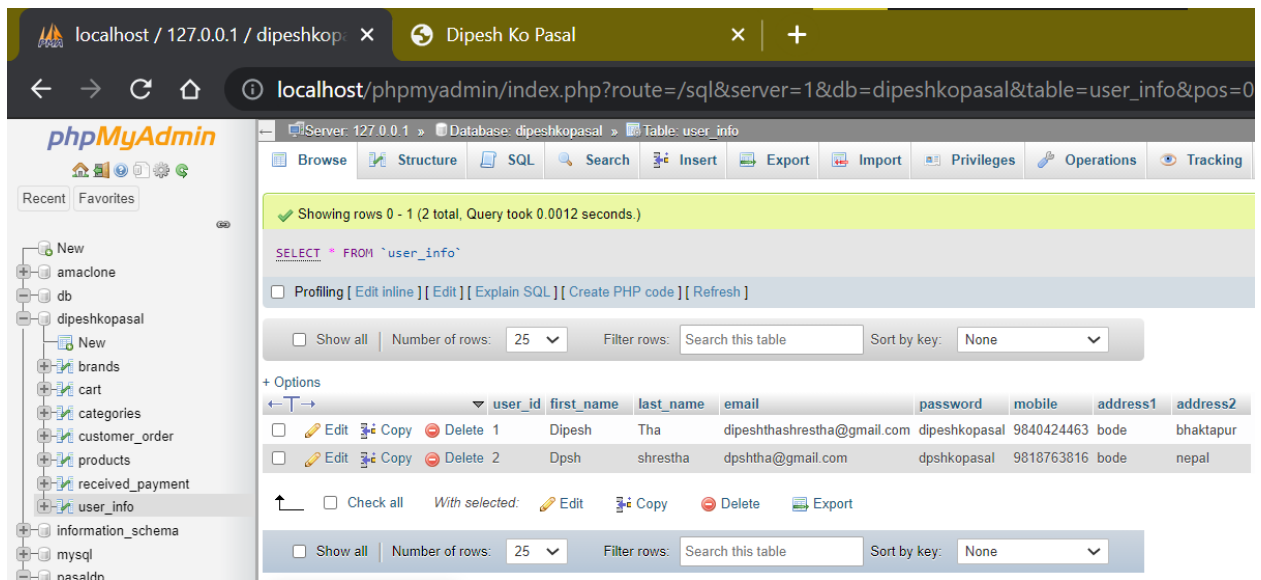 localhost / 127.0.0.1 / dipeshkopa
Dipesh Ko Pasal
localhost/phpmyadmin/index.php?route=/sql&server=1&db=dipeshkopasal&table=user_info&pos=0
phpMyAdmin
Recent Favorites
New
amaclone
db
dipeshkopasal
New
brands
cart
categories
customer_order
products
received_payment
user_info
information_schema
mysql
pasaldp
Server: 127.0.0.1 » Database: dipeshkopasal » Table: user_info
Browse Structure SQL Search Insert Export Import Privileges Operations Tracking
Showing rows 0 - 1 (2 total, Query took 0.0012 seconds.)
SELECT * FROM `user_info`
Profiling [ Edit inline ] [ Edit ] [ Explain SQL ] [ Create PHP code ] [ Refresh ]
Show all | Number of rows: 25 Filter rows: Search this table Sort by key: None
+ Options
user_id first_name last_name email password mobile address1 address2
Edit Copy Delete 1 Dipesh Tha dipeshthashrestha@gmail.com dipeshkopasal 9840424463 bode bhaktapur
Edit Copy Delete 2 Dpsh shrestha dpshtha@gmail.com dpshkopasal 9818763816 bode nepal
Check all With selected: Edit Copy Delete Export
Show all | Number of rows: 25 Filter rows: Search this table Sort by key: None